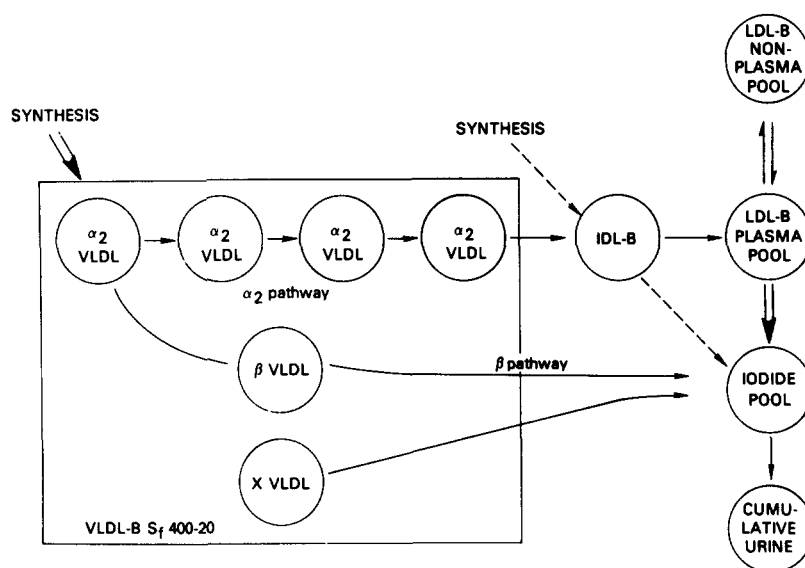 LDL-B
NON-
PLASMA
POOL
SYNTHESIS
SYNTHESIS
α2
VLDL
α2
VLDL
α2
VLDL
α2
VLDL
IDL-B
LDL-B
PLASMA
POOL
α2 pathway
β VLDL
β pathway
IODIDE
POOL
X VLDL
VLDL-B Sf 400-20
CUMU-
LATIVE
URINE